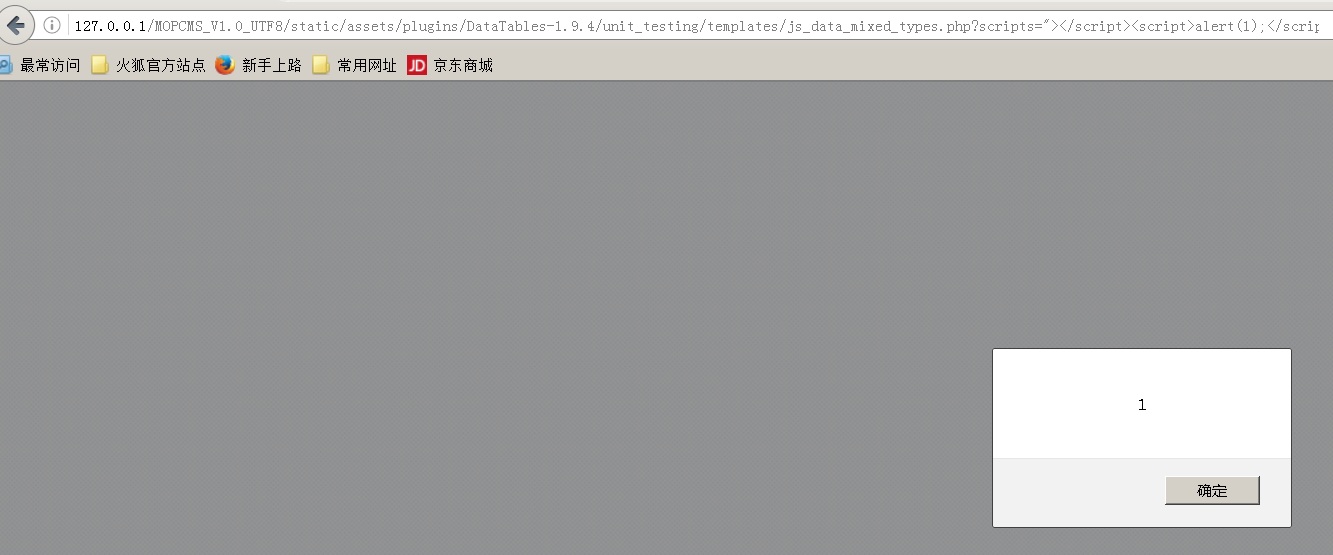 127.0.0.1/MOPCMS_V1.0_UTF8/static/assets/plugins/DataTables-1.9.4/unit_testing/templates/js_data_mixed_types.php?scripts="></script><script>alert(1);</scrip
最常访问 火狐官方站点 新手上路 常用网址 JD 京东商城
1
确定